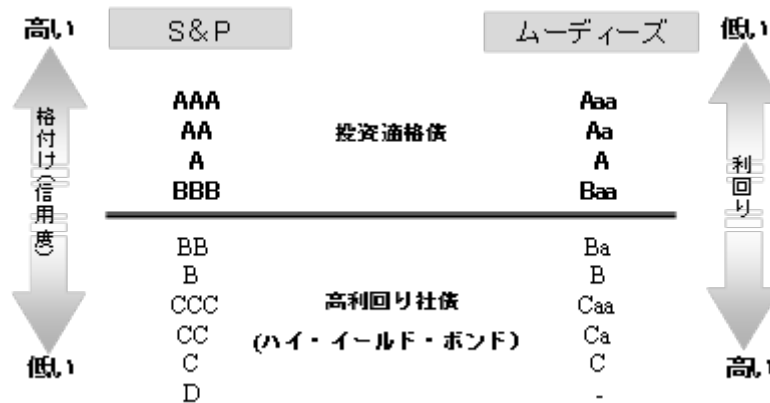 高い S&P ムーディーズ 低い
AAA Aaa
AA 投資適格債 Aa
A A
BBB Baa
格付け(信用度)
利回り
BB Ba
B B
CCC 高利回り社債 Caa
CC (ハイ・イールド・ボンド) Ca
C C
低い 高い
D -